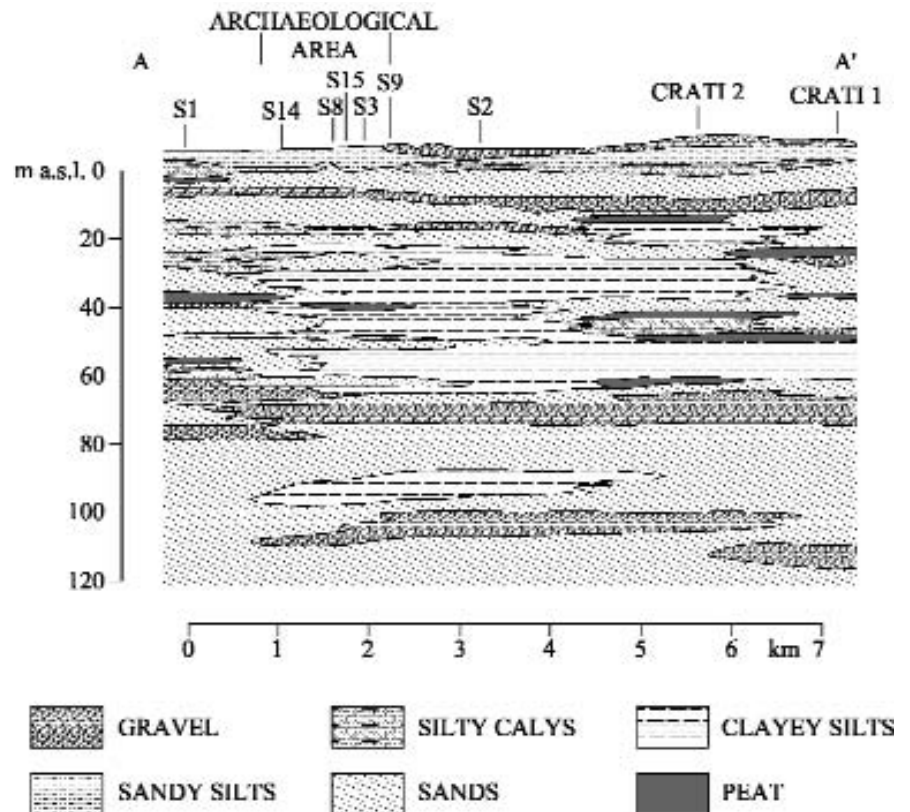 ARCHAEOLOGICAL
AREA
A
A'
S15
S9
CRATI 2
CRATI 1
S1
S14
S8
S3
S2
m a.s.l. 0
20
40
60
80
100
120
0 1 2 3 4 5 6 km 7
GRAVEL
SILTY CALYS
CLAYEY SILTS
SANDY SILTS
SANDS
PEAT